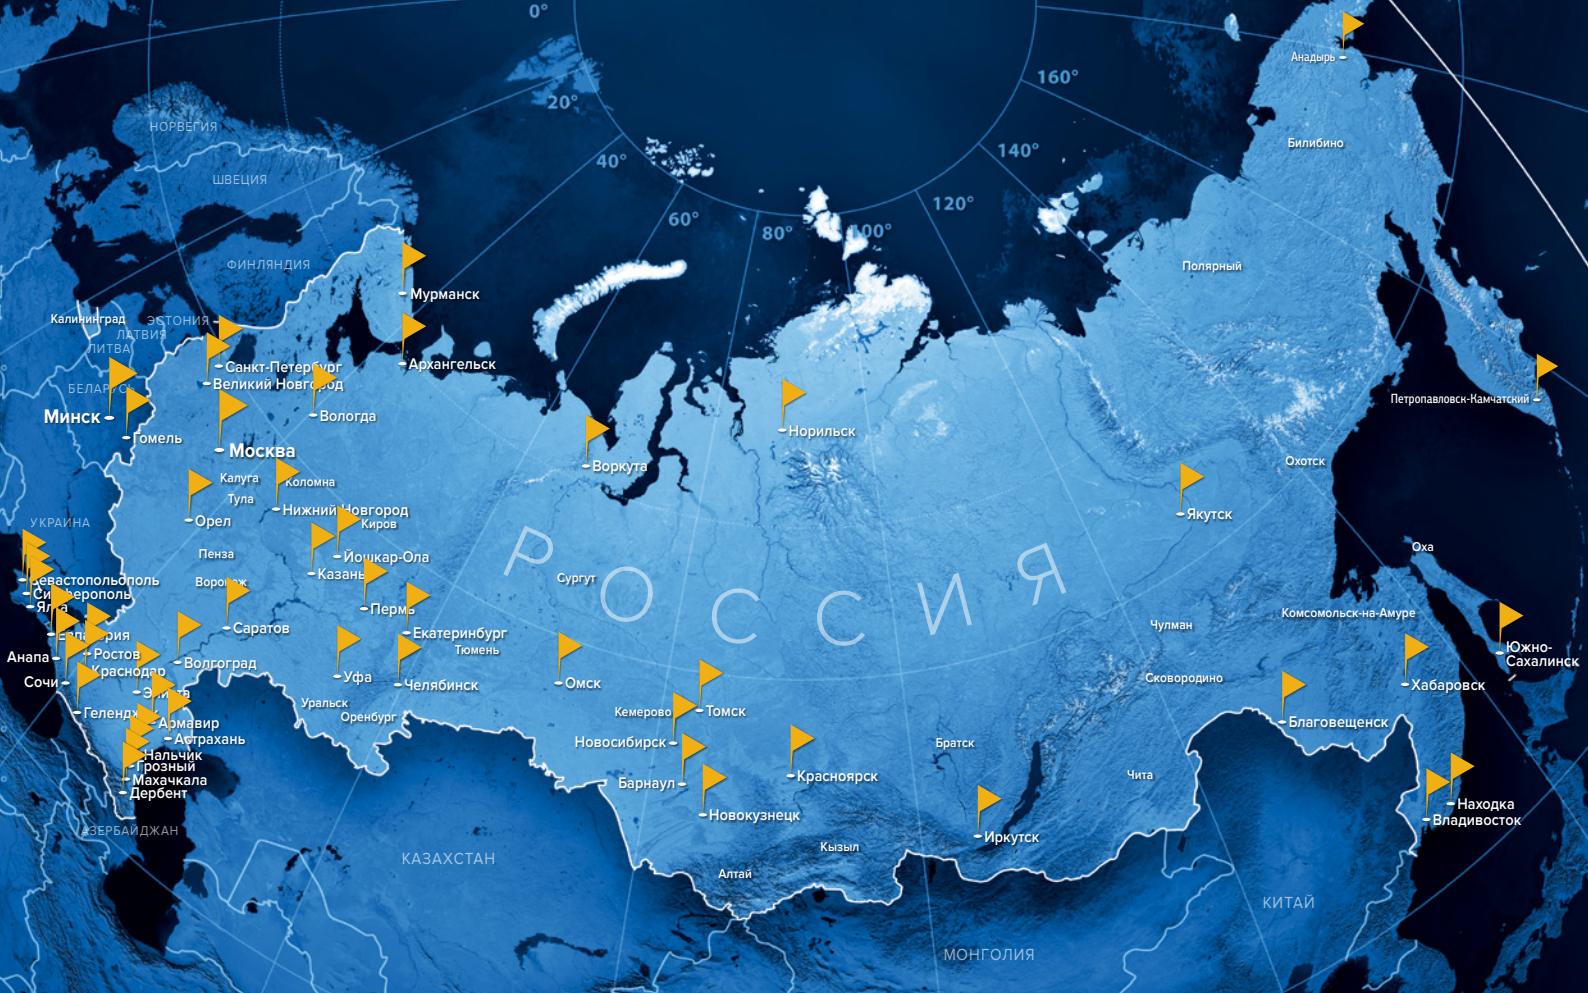 0°
Анадырь
160°
20°
НОРВЕГИЯ
Билибино
140°
40°
ШВЕЦИЯ
120°
60°
80°
100°
ФИНЛЯНДИЯ
Полярный
Мурманск
Калининград
ЭСТОНИЯ
ЛАТВИЯ
ЛИТВА
Санкт-Петербург
Архангельск
Великий Новгород
БЕЛАРУСЬ
Петропавловск-Камчатский
Минск
Вологда
Норильск
Гомель
Москва
Воркута
Охотск
Калуга
Коломна
Тула
Нижний Новгород
Якутск
Орел
УКРАИНА
Киров
Оха
Пенза
Йошкар-Ола
Казань
РОССИЯ
Сургут
Севастополь
Воронеж
Симферополь
Ялта
Пермь
Комсомольск-на-Амуре
Чулман
Саратов
Екатеринбург
Евпатория
Тюмень
Южно-
Сахалинск
Ростов
Анапа
Волгоград
Краснодар
Уфа
Сковородино
Сочи
Омск
Челябинск
Хабаровск
Элиста
Уральск
Кемерово
Томск
Геленджик
Оренбург
Армавир
Благовещенск
Астрахань
Новосибирск
Братск
Нальчик
Грозный
Красноярск
Чита
Махачкала
Барнаул
Дербент
Находка
Новокузнецк
Владивосток
АЗЕРБАЙДЖАН
Иркутск
Кызыл
КАЗАХСТАН
Алтай
КИТАЙ
МОНГОЛИЯ